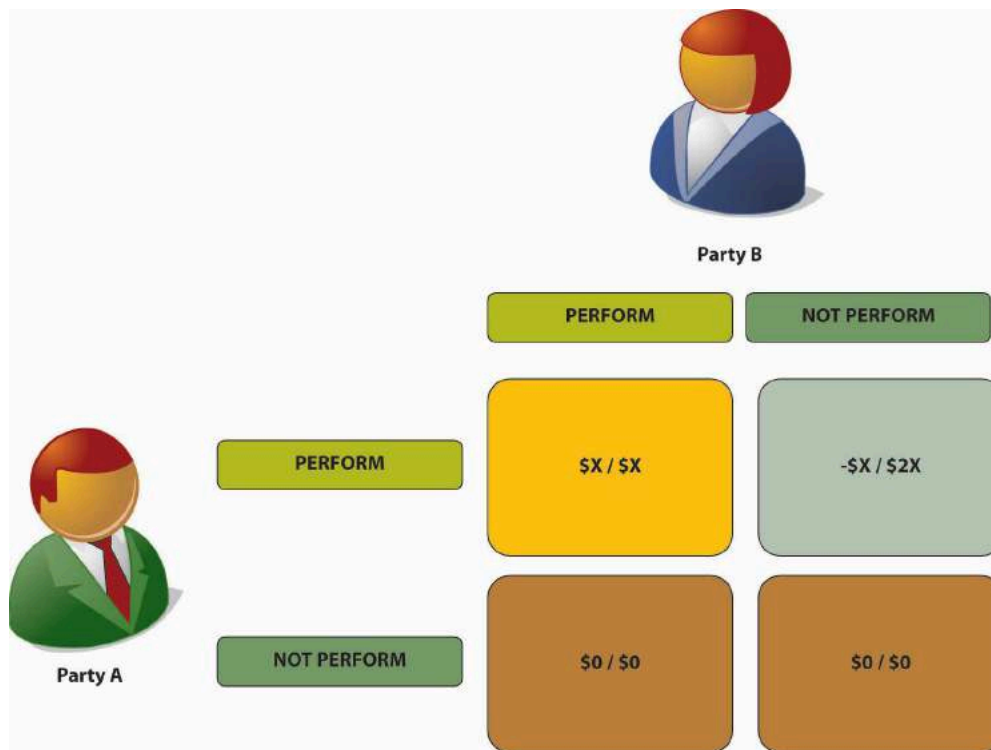 Party B
PERFORM NOT PERFORM
PERFORM $X / $X -$X / $2X
Party A
NOT PERFORM $0 / $0 $0 / $0